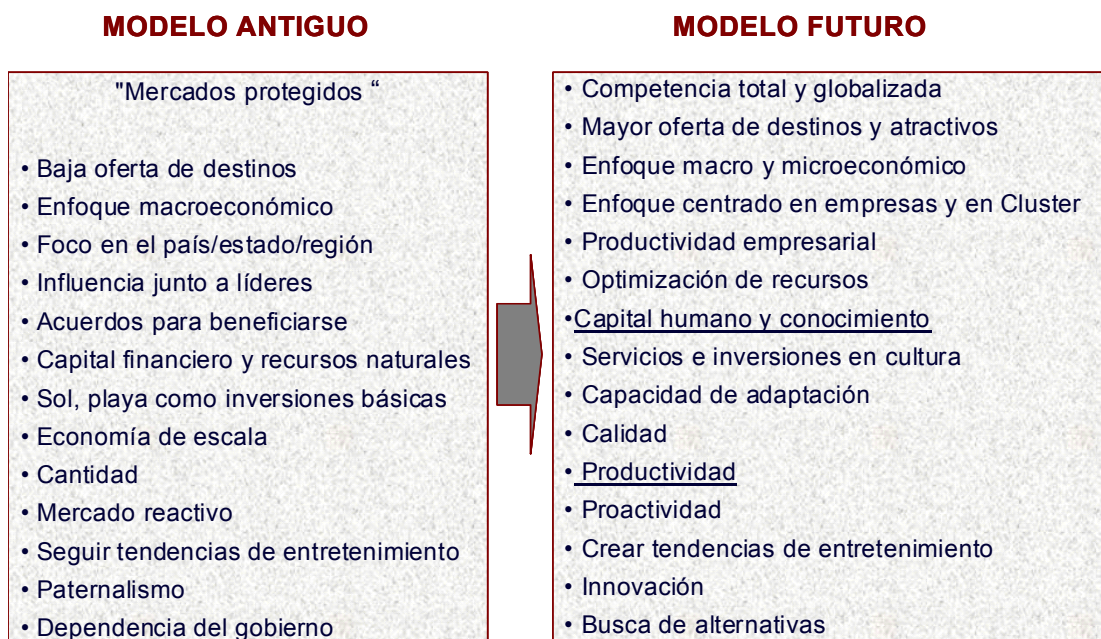 MODELO ANTIGUO
"Mercados protegidos “
• Baja oferta de destinos
• Enfoque macroeconómico
• Foco en el país/estado/región
• Influencia junto a líderes
• Acuerdos para beneficiarse
• Capital financiero y recursos naturales
• Sol, playa como inversiones básicas
• Economía de escala
• Cantidad
• Mercado reactivo
• Seguir tendencias de entretenimiento
• Paternalismo
• Dependencia del gobierno
MODELO FUTURO
• Competencia total y globalizada
• Mayor oferta de destinos y atractivos
• Enfoque macro y microeconómico
• Enfoque centrado en empresas y en Cluster
• Productividad empresarial
• Optimización de recursos
•Capital humano y conocimiento
• Servicios e inversiones en cultura
• Capacidad de adaptación
• Calidad
• Productividad
• Proactividad
• Crear tendencias de entretenimiento
• Innovación
• Busca de alternativas